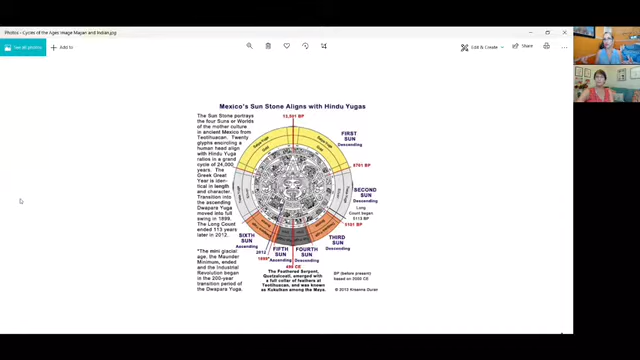 Photos - Cycles of the Ages Image Mayan and Indian.jpg
See all photos
Add to
Edit & Create
Share
Mexico's Sun Stone Aligns with Hindu Yugas
The Sun Stone portrays
the four Suns or Worlds
of the mother culture
in ancient Mexico from
Teotihuacan. Twenty
glyphs encircling a
human head align
with Hindu Yuga
ratios in a grand
cycle of 24,000
years. The
Greek Great
Year is iden-
tical in length
and character
Transition into
the ascending
Dwapara Yuga
moved into full
swing in 1899.
The Long Count
ended 113 years
later in 2012.
*The mini glacial
age, the Maunder
Minimum, ended
and the Industrial
Revolution began
in the 200-year
transition period of
the Dwapara Yuga.
12,501 BP
FIRST
SUN
Descending
8701 BP
SECOND
SUN
Descending
Long
Count began
5113 BP
5101 BP
THIRD
SUN
Descending
FOURTH
SUN
Descending
FIFTH
SUN
Ascending
SIXTH
SUN
Ascending
2012
1699*
498 CE
The Feathered Serpent,
Quetzalcoatl, emerged with
a full collar of feathers at
Teotihuacan, and was known
as Kukulkan among the Maya.
BP (before present)
based on 2000 CE